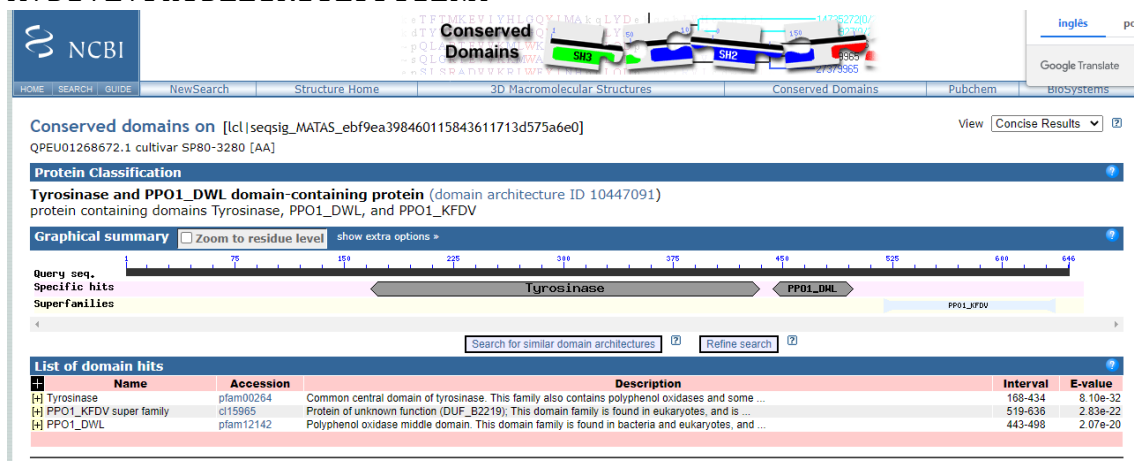 NCBI
Conserved
Domains
SH3
SH2
inglês
Google Translate
HOME SEARCH GUIDE NewSearch Structure Home 3D Macromolecular Structures Conserved Domains Pubchem BioSystems
Conserved domains on [lcl|seqsig_MATAS_ebf9ea398460115843611713d575a6e0]
View Concise Results
QPEU01268672.1 cultivar SP80-3280 [AA]
Protein Classification
Tyrosinase and PPO1_DWL domain-containing protein (domain architecture ID 10447091)
protein containing domains Tyrosinase, PPO1_DWL, and PPO1_KFDV
Graphical summary Zoom to residue level show extra options »
1 75 150 225 300 375 450 525 600 646
Query seq.
Specific hits Tyrosinase PPO1_DWL
Superfamilies PPO1_KFDV
Search for similar domain architectures ? Refine search ?
List of domain hits
+ Name Accession Description Interval E-value
[+] Tyrosinase pfam00264 Common central domain of tyrosinase. This family also contains polyphenol oxidases and some ... 168-434 8.10e-32
[+] PPO1_KFDV super family cl15965 Protein of unknown function (DUF_B2219); This domain family is found in eukaryotes, and is ... 519-636 2.83e-22
[+] PPO1_DWL pfam12142 Polyphenol oxidase middle domain. This domain family is found in bacteria and eukaryotes, and ... 443-498 2.07e-20